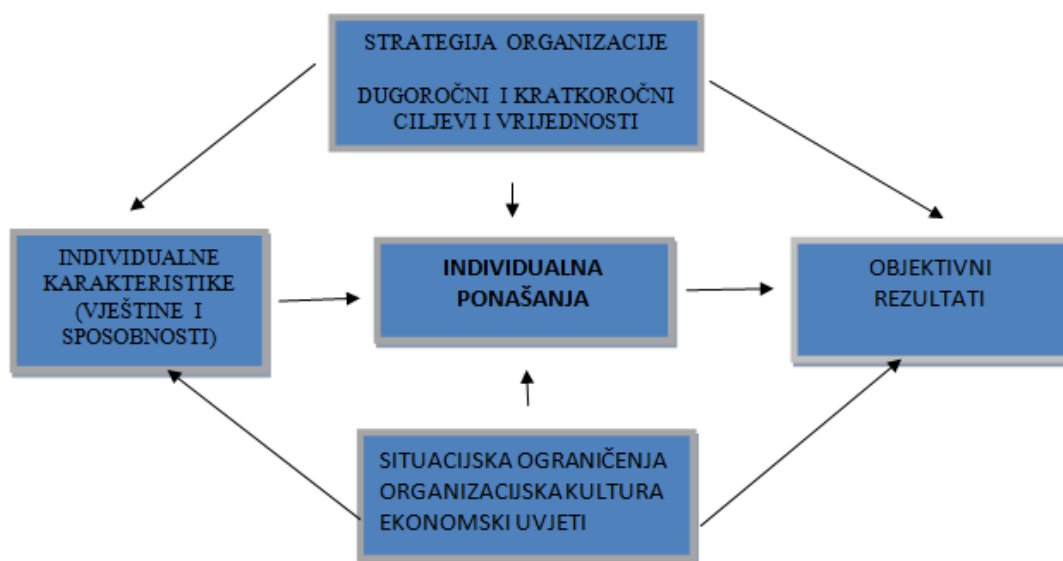 STRATEGIJA ORGANIZACIJE
DUGOROČNI I KRATKOROČNI
CILJEVI I VRIJEDNOSTI
INDIVIDUALNE
KARAKTERISTIKE
(VJEŠTINE I
SPOSOBNOSTI)
INDIVIDUALNA
PONAŠANJA
OBJEKTIVNI
REZULTATI
SITUACIJSKA OGRANIČENJA
ORGANIZACIJSKA KULTURA
EKONOMSKI UVJETI